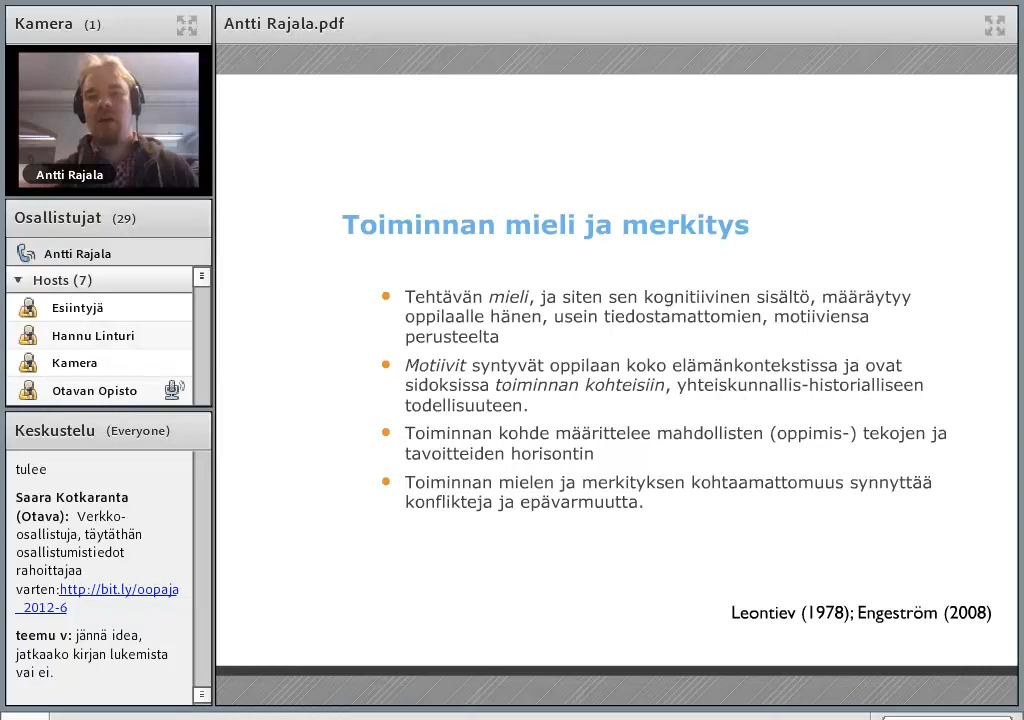 Kamera (1)
Antti Rajala
Osallistujat (29)
Antti Rajala
Hosts (7)
Esiintyjä
Hannu Linturi
Kamera
Otavan Opisto
Keskustelu (Everyone)
tulee
Saara Kotkaranta
(Otava): Verkko-
osallistuja, täytäthän
osallistumistiedot
rahoittajaa
varten:http://bit.ly/oopaja
_2012-6
teemu v: jännä idea,
jatkaako kirjan lukemista
vai ei.
Antti Rajala.pdf
Toiminnan mieli ja merkitys
• Tehtävän mieli, ja siten sen kognitiivinen sisältö, määräytyy
oppilaalle hänen, usein tiedostamattomien, motiiviensa
perusteelta
• Motiivit syntyvät oppilaan koko elämänkontekstissa ja ovat
sidoksissa toiminnan kohteisiin, yhteiskunnallis-historialliseen
todellisuuteen.
• Toiminnan kohde määrittelee mahdollisten (oppimis-) tekojen ja
tavoitteiden horisontin
• Toiminnan mielen ja merkityksen kohtaamattomuus synnyttää
konflikteja ja epävarmuutta.
Leontiev (1978); Engeström (2008)